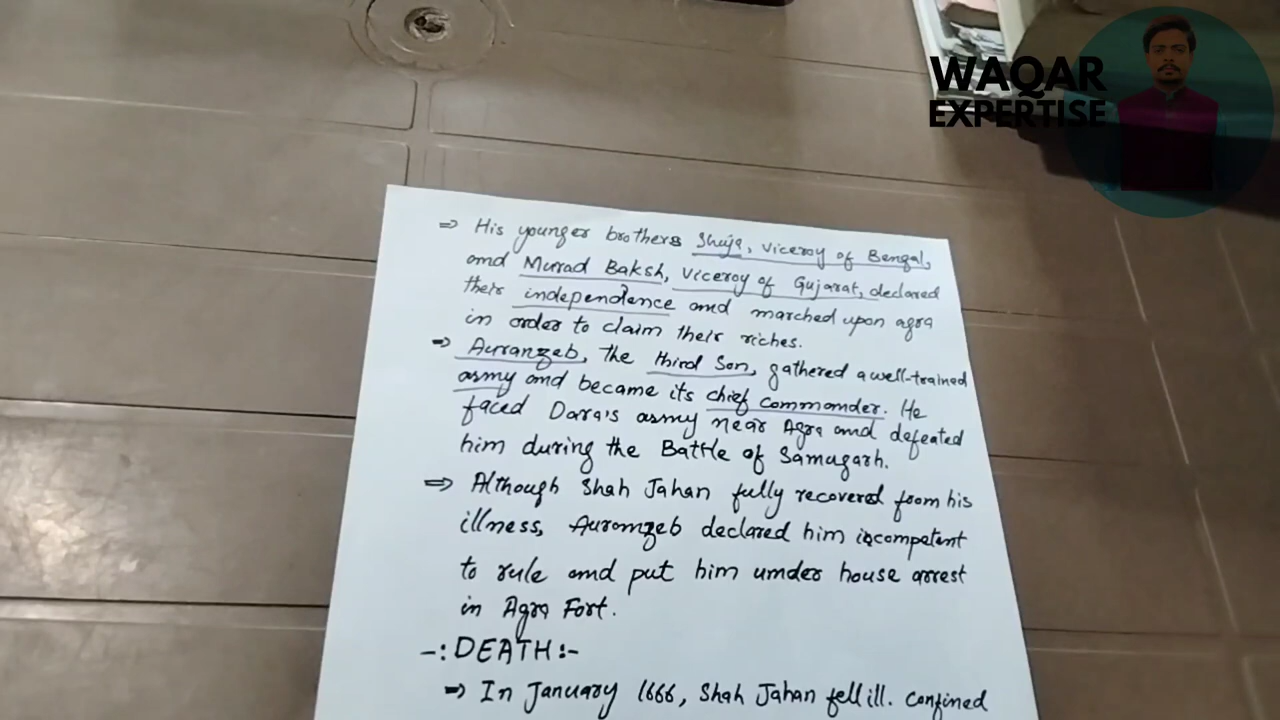 WAQAR
EXPERTISE
⇒ His younger brothers Shuja, viceroy of Bengal,
and Murad Baksh, viceroy of Gujarat, declared
their independence and marched upon agra
in order to claim their riches.
⇒ Auranzeb, the third Son, gathered a well-trained
army and became its chief commander. He
faced Dara's army near Agra and defeated
him during the Battle of Samugarh.
⇒ Although Shah Jahan fully recovered from his
illness, Auranzeb declared him incompetent
to rule and put him under house arrest
in Agra Fort.
-:DEATH:-
⇒ In January 1666, Shah Jahan fell ill. Confined